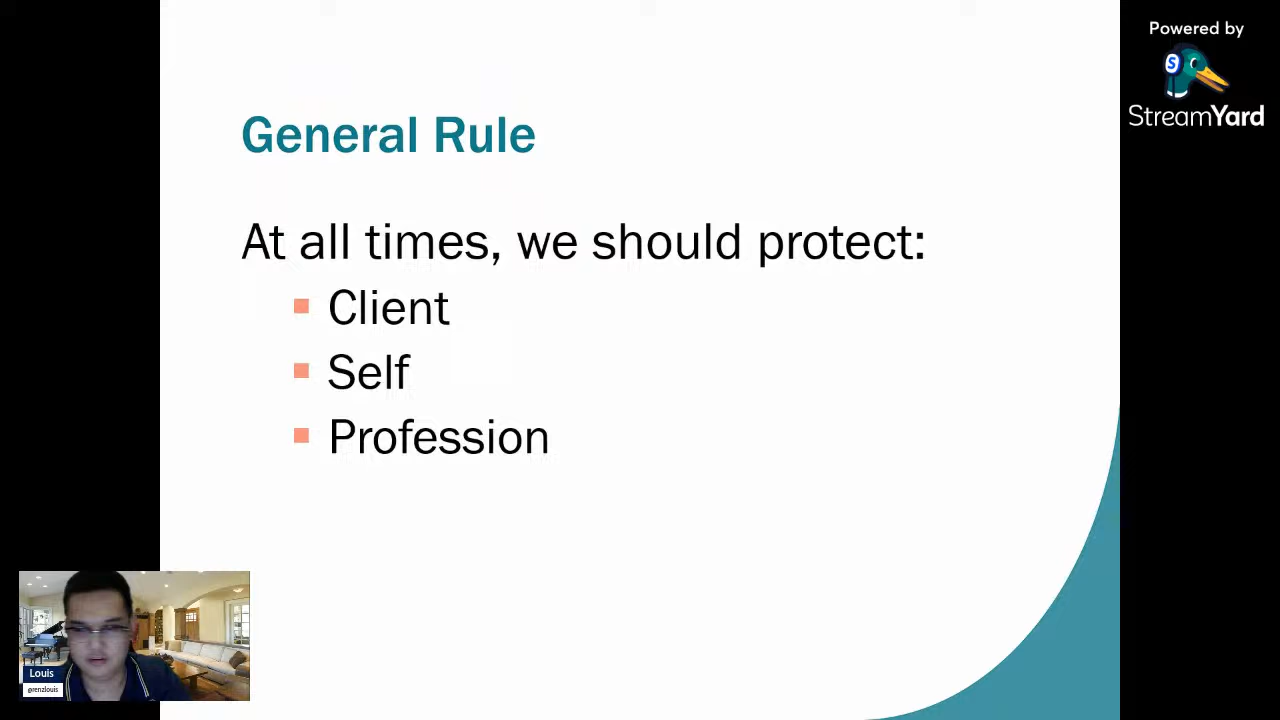 Powered by
StreamYard
General Rule
At all times, we should protect:
Client
Self
Profession
Louis
@renzlouis